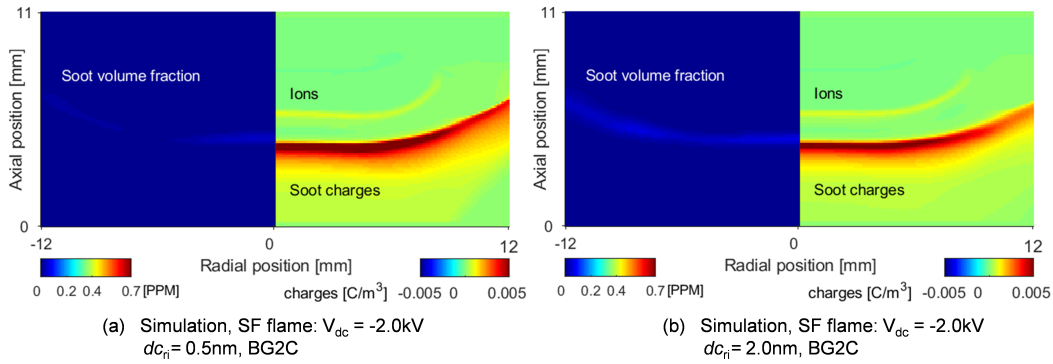 11
Axial position [mm]
Soot volume fraction
Ions
Soot charges
0
-12
0
12
Radial position [mm]
0 0.2 0.4 0.7 [PPM]
charges [C/m³] -0.005 0 0.005
(a) Simulation, SF flame: Vdc = -2.0kV
dcri = 0.5nm, BG2C
11
Axial position [mm]
Soot volume fraction
Ions
Soot charges
0
-12
0
12
Radial position [mm]
0 0.2 0.4 0.7 [PPM]
charges [C/m³] -0.005 0 0.005
(b) Simulation, SF flame: Vdc = -2.0kV
dcri = 2.0nm, BG2C